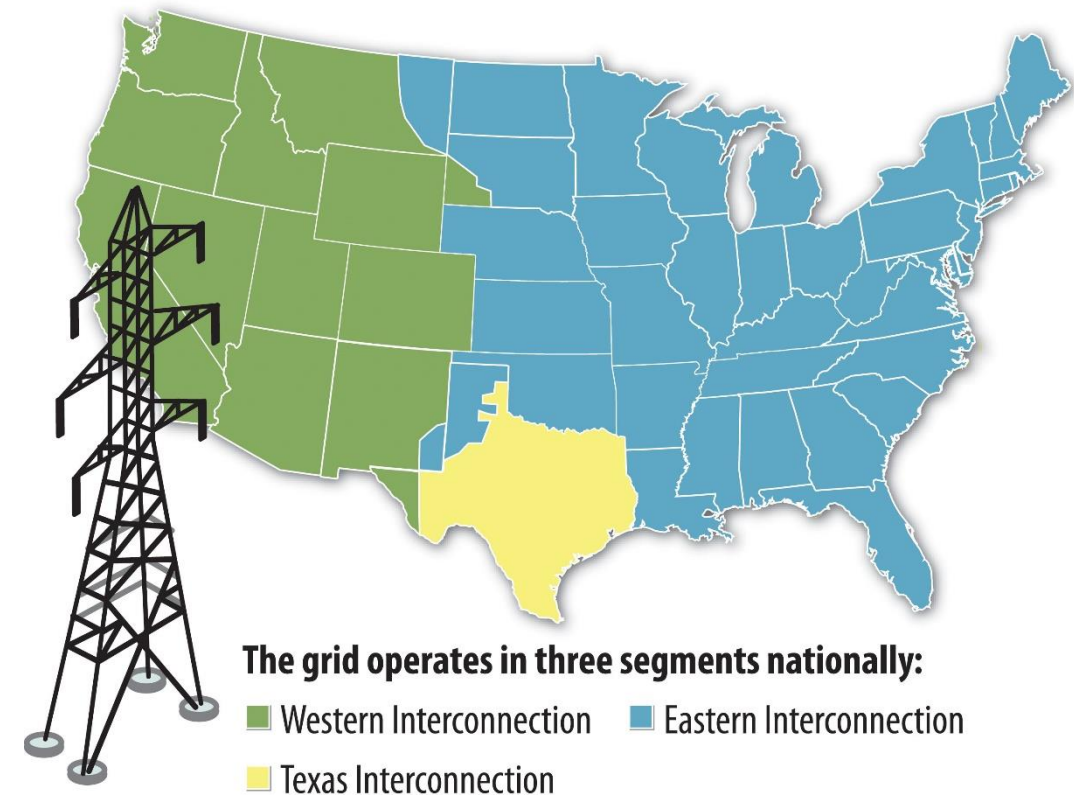 The grid operates in three segments nationally:
Western Interconnection
Eastern Interconnection
Texas Interconnection